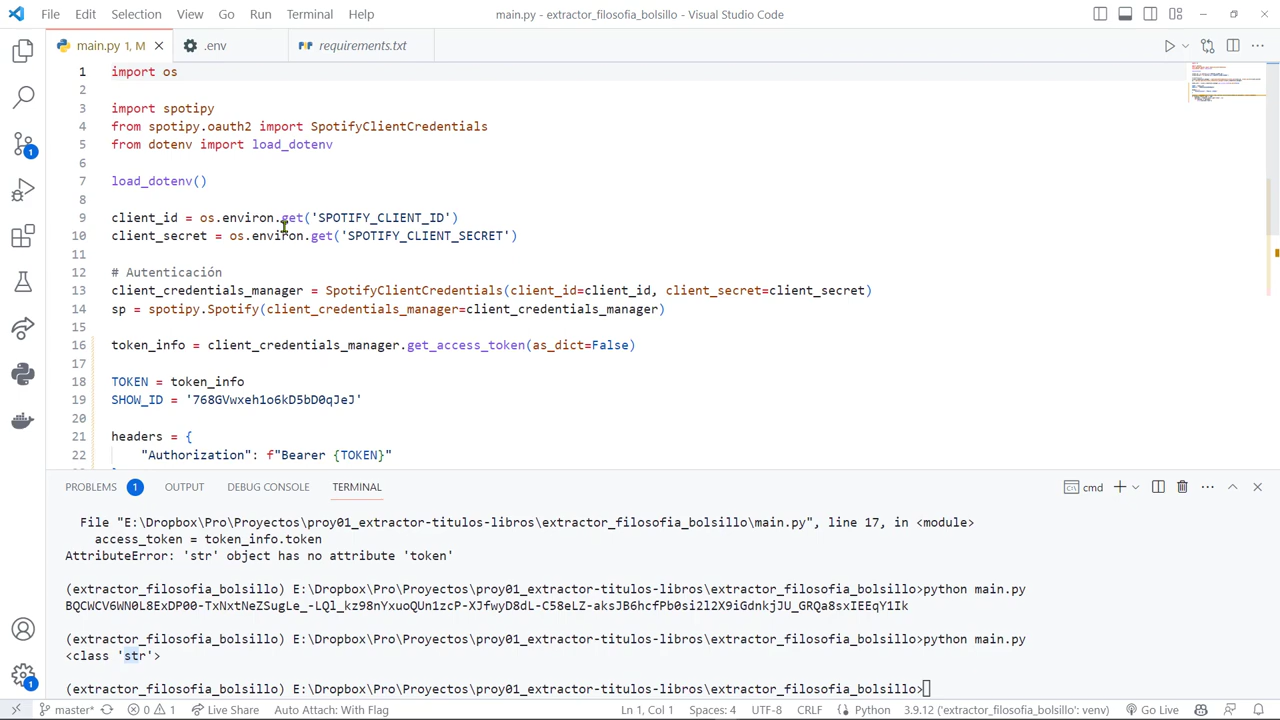 File Edit Selection View Go Run Terminal Help main.py - extractor_filosofia_bolsillo - Visual Studio Code
main.py 1, M .env requirements.txt
1 import os
2
3 import spotipy
4 from spotipy.oauth2 import SpotifyClientCredentials
5 from dotenv import load_dotenv
6
7 load_dotenv()
8
9 client_id = os.environ.get('SPOTIFY_CLIENT_ID')
10 client_secret = os.environ.get('SPOTIFY_CLIENT_SECRET')
11
12 # Autenticación
13 client_credentials_manager = SpotifyClientCredentials(client_id=client_id, client_secret=client_secret)
14 sp = spotipy.Spotify(client_credentials_manager=client_credentials_manager)
15
16 token_info = client_credentials_manager.get_access_token(as_dict=False)
17
18 TOKEN = token_info
19 SHOW_ID = '768GVwxeh1o6kD5bD0qJeJ'
20
21 headers = {
22 "Authorization": f"Bearer {TOKEN}"
PROBLEMS 1 OUTPUT DEBUG CONSOLE TERMINAL cmd
File "E:\Dropbox\Pro\Proyectos\proy01_extractor-titulos-libros\extractor_filosofia_bolsillo\main.py", line 17, in <module>
access_token = token_info.token
AttributeError: 'str' object has no attribute 'token'
(extractor_filosofia_bolsillo) E:\Dropbox\Pro\Proyectos\proy01_extractor-titulos-libros\extractor_filosofia_bolsillo>python main.py
BQCWCV6WN0L8ExDP00-TxNxtNeZSugLe_-LQl_kz98nYxuoQUn1zcP-XJfwyD8dL-C58eLZ-aksJB6hcfPb0si2l2X9iGdnkjJU_GRQa8sxIEEqY1Ik
(extractor_filosofia_bolsillo) E:\Dropbox\Pro\Proyectos\proy01_extractor-titulos-libros\extractor_filosofia_bolsillo>python main.py
<class 'str'>
(extractor_filosofia_bolsillo) E:\Dropbox\Pro\Proyectos\proy01_extractor-titulos-libros\extractor_filosofia_bolsillo>
master* 0 1 Live Share Auto Attach: With Flag Ln 1, Col 1 Spaces: 4 UTF-8 CRLF Python 3.9.12 ('extractor_filosofia_bolsillo': venv) Go Live